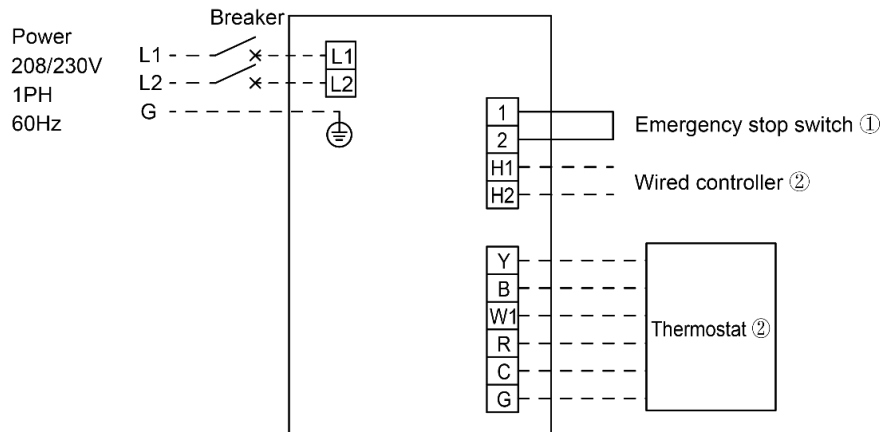 Breaker
Power
208/230V
1PH
60Hz
L1
L2
G
L1
L2
1
2
H1
H2
Emergency stop switch ①
Wired controller ②
Y
B
W1
R
C
G
Thermostat ②